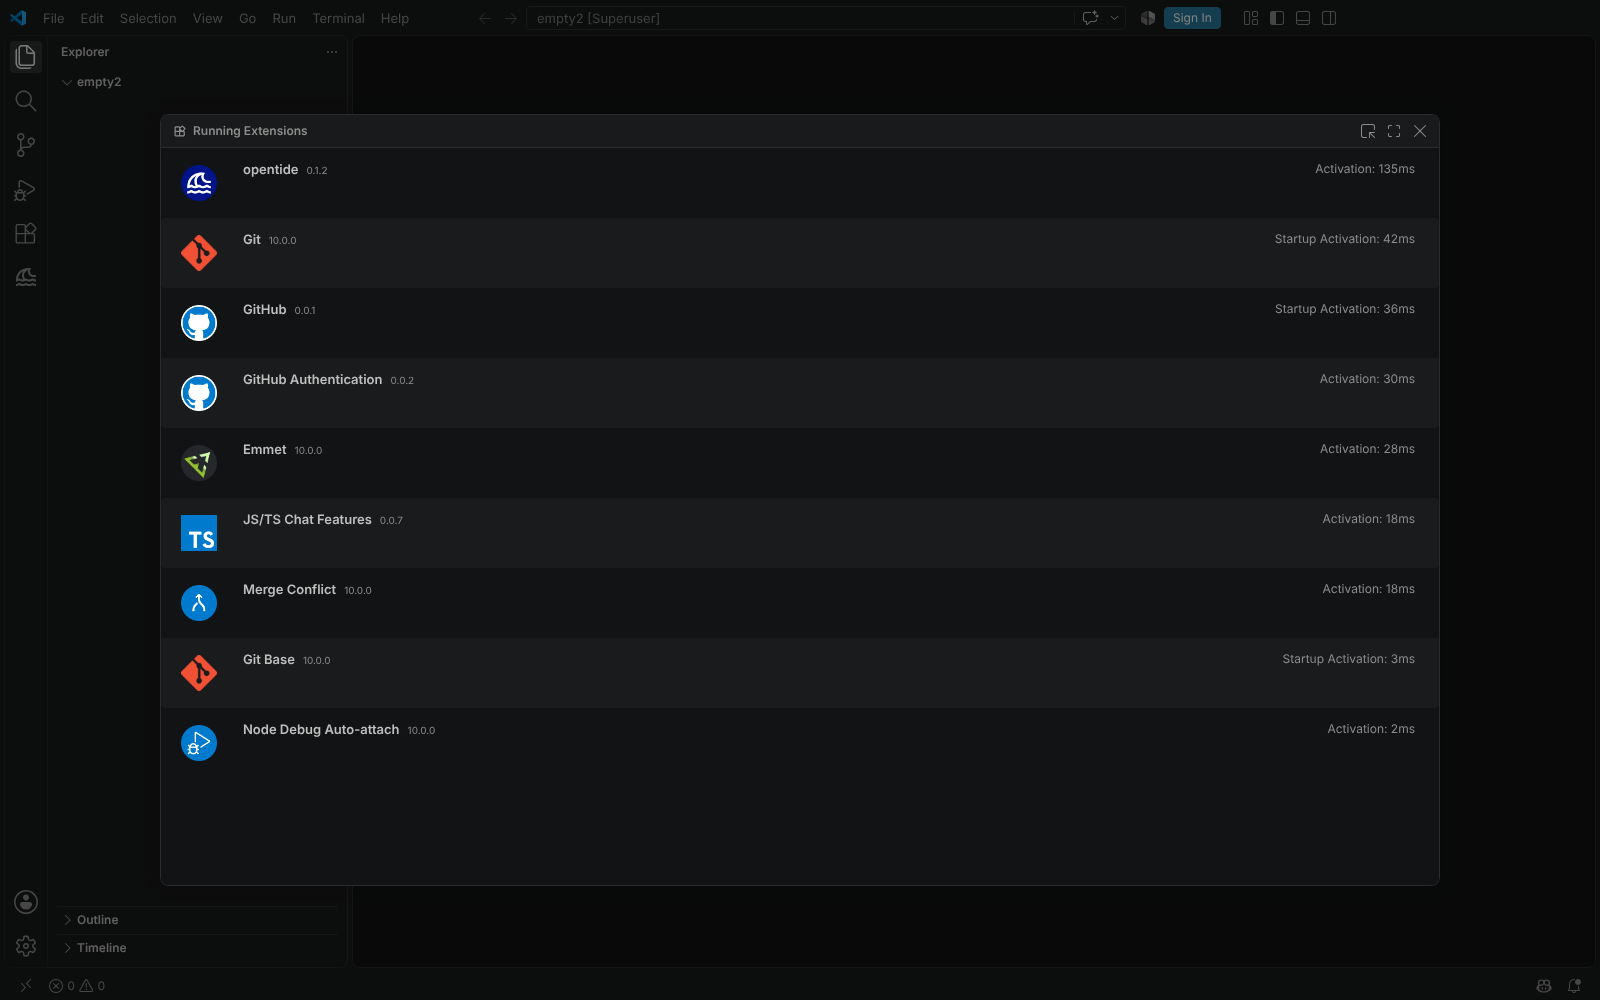 File Edit Selection View Go Run Terminal Help
empty2 [Superuser]
Sign In
Explorer
empty2
Running Extensions
opentide 0.1.2 Activation: 135ms
Git 10.0.0 Startup Activation: 42ms
GitHub 0.0.1 Startup Activation: 36ms
GitHub Authentication 0.0.2 Activation: 30ms
Emmet 10.0.0 Activation: 28ms
TS
JS/TS Chat Features 0.0.7 Activation: 18ms
Merge Conflict 10.0.0 Activation: 18ms
Git Base 10.0.0 Startup Activation: 3ms
Node Debug Auto-attach 10.0.0 Activation: 2ms
Outline
Timeline
0 0